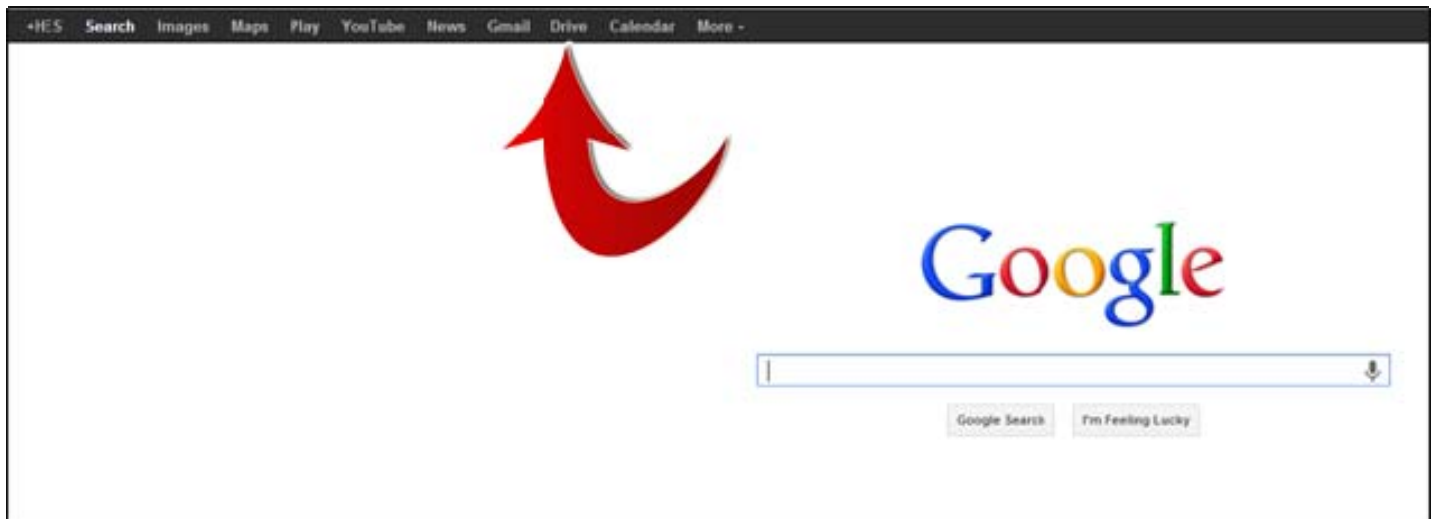 +HES Search Images Maps Play YouTube News Gmail Drive Calendar More
Google
Google Search I'm Feeling Lucky